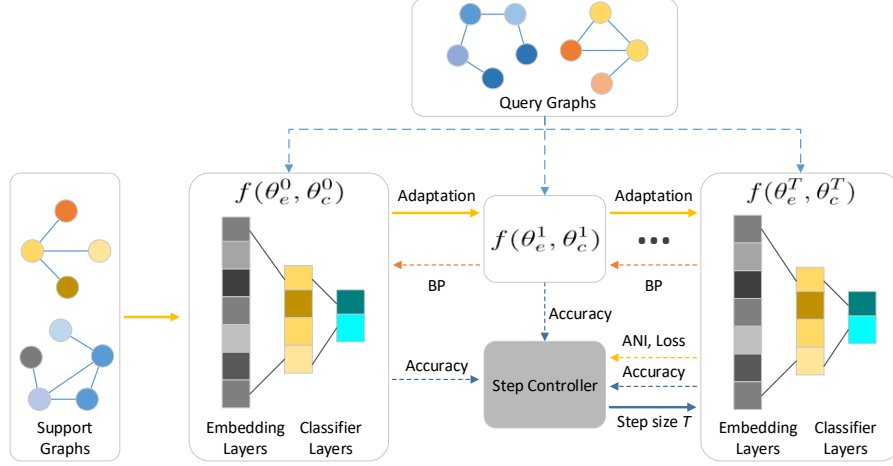 Query Graphs
f(θ_e^0, θ_c^0)
Adaptation
Adaptation
f(θ_e^T, θ_c^T)
f(θ_e^1, θ_c^1)
...
BP
BP
Accuracy
ANI, Loss
Accuracy
Accuracy
Step Controller
Step size T
Support
Graphs
Embedding
Layers
Classifier
Layers
Embedding
Layers
Classifier
Layers